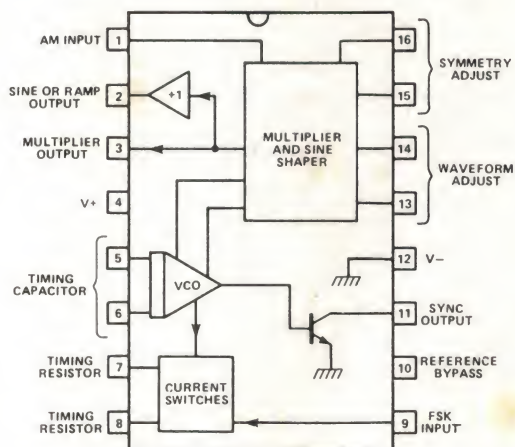 AM INPUT
1
SINE OR RAMP
OUTPUT
2
+1
MULTIPLIER
OUTPUT
3
V+
4
TIMING
CAPACITOR
5
6
TIMING
RESISTOR
7
TIMING
RESISTOR
8
MULTIPLIER
AND SINE
SHAPER
VCO
CURRENT
SWITCHES
16
SYMMETRY
ADJUST
15
14
WAVEFORM
ADJUST
13
12
V−
11
SYNC
OUTPUT
10
REFERENCE
BYPASS
9
FSK
INPUT